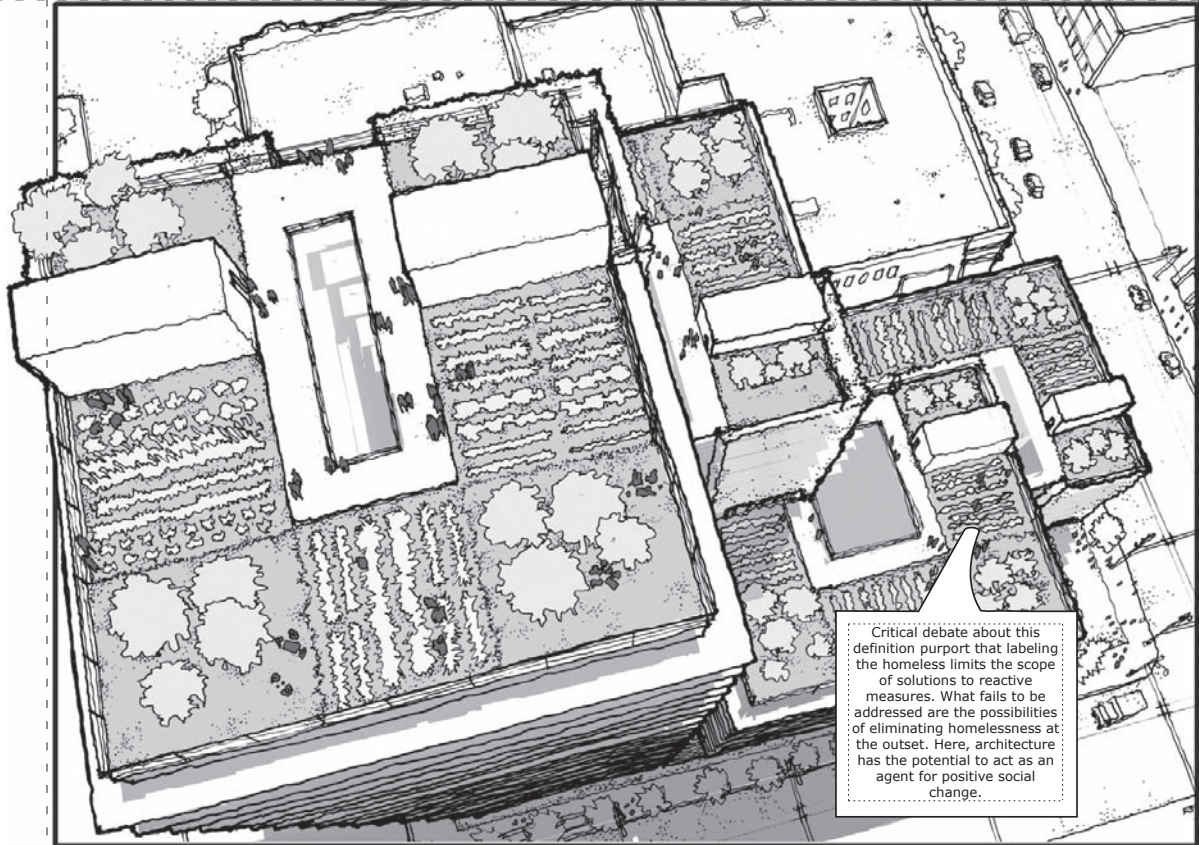 Critical debate about this
definition purport that labeling
the homeless limits the scope
of solutions to reactive
measures. What fails to be
addressed are the possibilities
of eliminating homelessness at
the outset. Here, architecture
has the potential to act as an
agent for positive social
change.